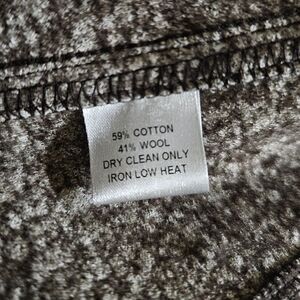 59% COTTON
41% WOOL
DRY CLEAN ONLY
IRON LOW HEAT